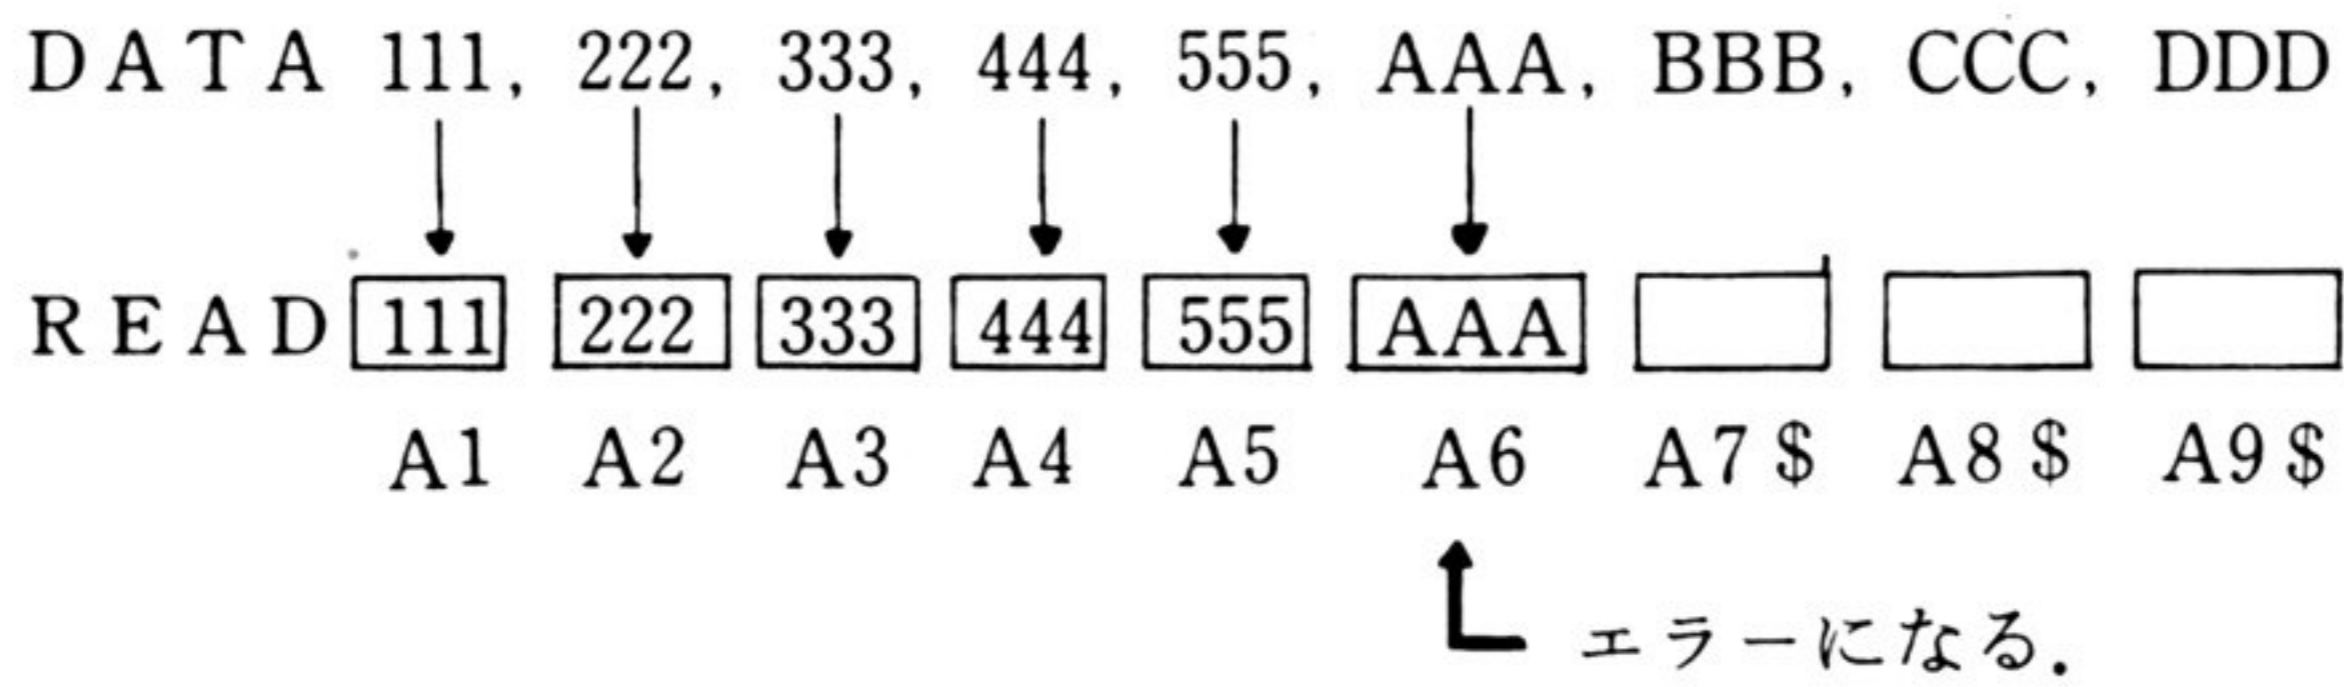 DATA 111, 222, 333, 444, 555, AAA, BBB, CCC, DDD
READ 111 222 333 444 555 AAA
A1 A2 A3 A4 A5 A6 A7$ A8$ A9$
エラーになる.